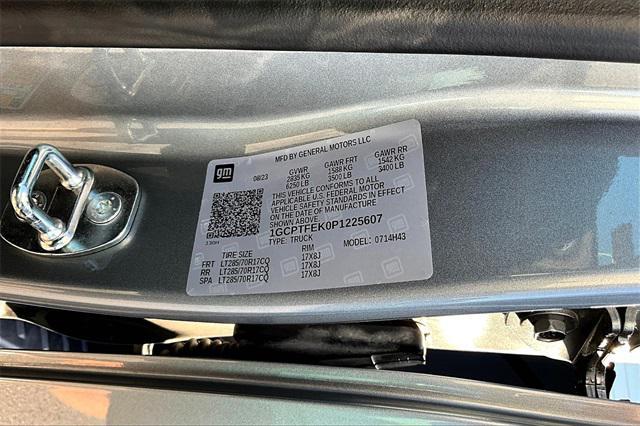 MFD BY GENERAL MOTORS LLC
gm
08/23
GVWR GAWR FRT GAWR RR
2835 KG 1588 KG 1542 KG
6250 LB 3500 LB 3400 LB
THIS VEHICLE CONFORMS TO ALL
APPLICABLE U.S. FEDERAL MOTOR
VEHICLE SAFETY STANDARDS IN EFFECT
ON THE DATE OF MANUFACTURE
SHOWN ABOVE.
1GCPTFEK0P1225607
TYPE: TRUCK MODEL: 0714H43
TIRE SIZE RIM
FRT LT285/70R17CQ 17X8J
RR LT285/70R17CQ 17X8J
SPA LT285/70R17CQ 17X8J